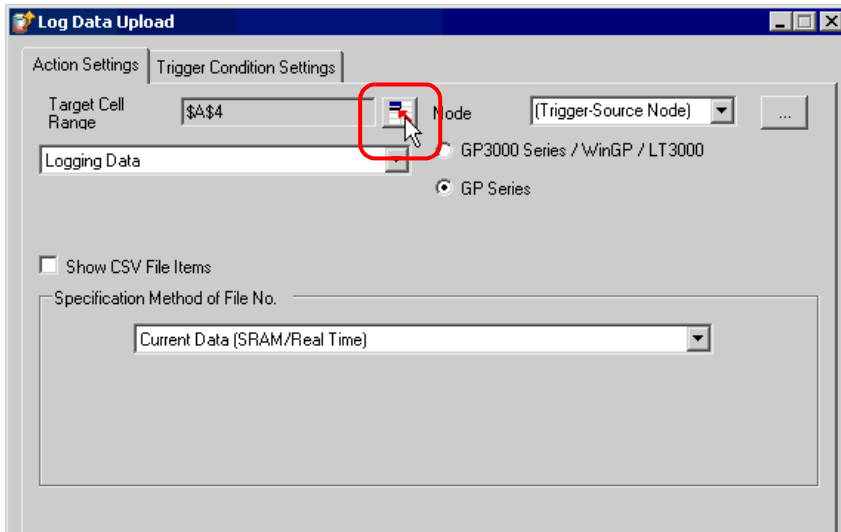 Log Data Upload
Action Settings
Trigger Condition Settings
Target Cell
Range
$A$4
Node
(Trigger-Source Node)
...
Logging Data
GP3000 Series / WinGP / LT3000
GP Series
Show CSV File Items
Specification Method of File No.
Current Data (SRAM/Real Time)